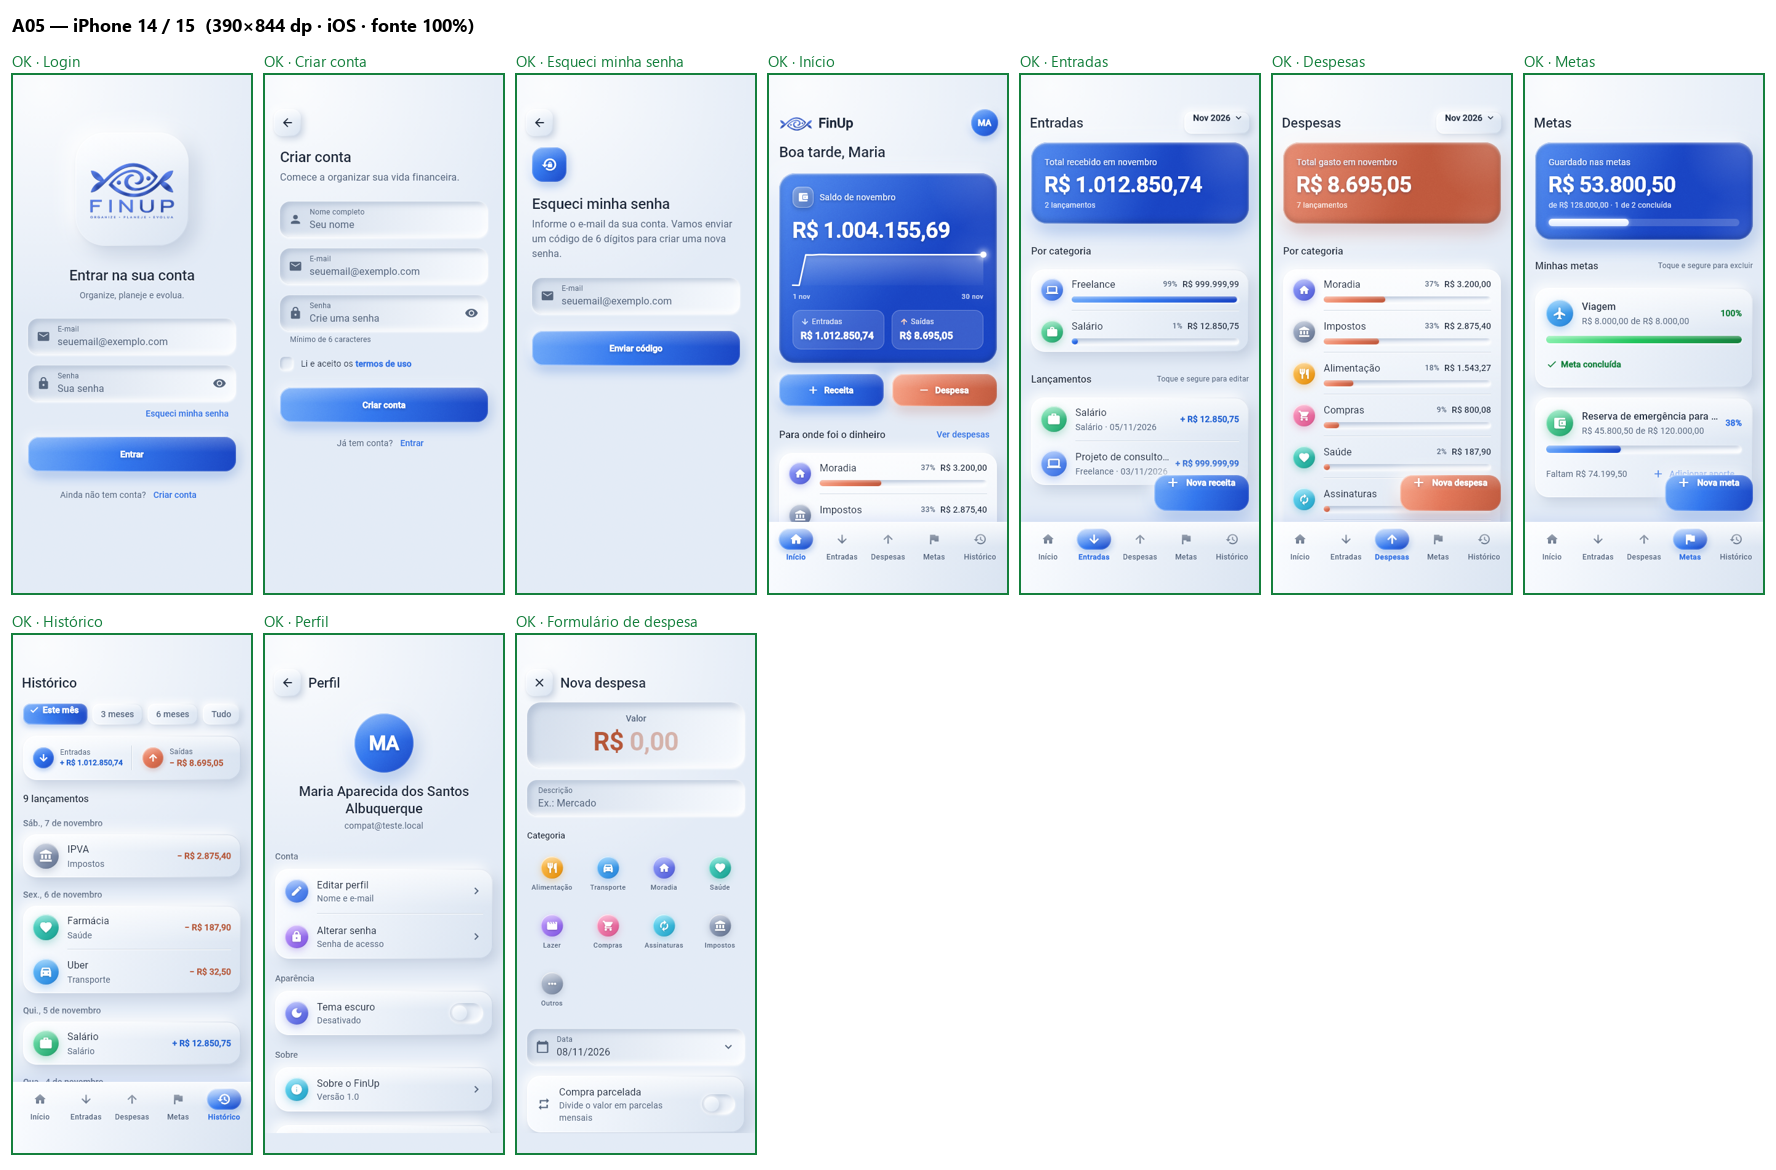 A05 — iPhone 14 / 15 (390×844 dp · iOS · fonte 100%)
OK · Login
FINUP
ORGANIZE • PLANEJE • EVOLUA
Entrar na sua conta
Organize, planeje e evolua.
E-mail
seuemail@exemplo.com
Senha
Sua senha
Esqueci minha senha
Entrar
Ainda não tem conta? Criar conta
OK · Criar conta
Criar conta
Comece a organizar sua vida financeira.
Nome completo
Seu nome
E-mail
seuemail@exemplo.com
Senha
Crie uma senha
Mínimo de 6 caracteres
Li e aceito os termos de uso
Criar conta
Já tem conta? Entrar
OK · Esqueci minha senha
Esqueci minha senha
Informe o e-mail da sua conta. Vamos enviar
um código de 6 dígitos para criar uma nova
senha.
E-mail
seuemail@exemplo.com
Enviar código
OK · Início
FinUp
MA
Boa tarde, Maria
Saldo de novembro
R$ 1.004.155,69
1 nov
30 nov
Entradas
R$ 1.012.850,74
Saídas
R$ 8.695,05
Receita
Despesa
Para onde foi o dinheiro
Ver despesas
Moradia 37% R$ 3.200,00
Impostos 33% R$ 2.875,40
Início Entradas Despesas Metas Histórico
OK · Entradas
Entradas
Nov 2026
Total recebido em novembro
R$ 1.012.850,74
2 lançamentos
Por categoria
Freelance 99% R$ 999.999,99
Salário 1% R$ 12.850,75
Lançamentos
Toque e segure para editar
Salário
Salário · 05/11/2026
+ R$ 12.850,75
Projeto de consulto...
Freelance · 03/11/2026
+ R$ 999.999,99
Nova receita
Início Entradas Despesas Metas Histórico
OK · Despesas
Despesas
Nov 2026
Total gasto em novembro
R$ 8.695,05
7 lançamentos
Por categoria
Moradia 37% R$ 3.200,00
Impostos 33% R$ 2.875,40
Alimentação 18% R$ 1.543,27
Compras 9% R$ 800,08
Saúde 2% R$ 187,90
Assinaturas
Nova despesa
Início Entradas Despesas Metas Histórico
OK · Metas
Metas
Guardado nas metas
R$ 53.800,50
de R$ 128.000,00 · 1 de 2 concluída
Minhas metas
Toque e segure para excluir
Viagem
R$ 8.000,00 de R$ 8.000,00
100%
Meta concluída
Reserva de emergência para ...
R$ 45.800,50 de R$ 120.000,00
38%
Faltam R$ 74.199,50
Adicionar aporte
Nova meta
Início Entradas Despesas Metas Histórico
OK · Histórico
Histórico
Este mês 3 meses 6 meses Tudo
Entradas
+ R$ 1.012.850,74
Saídas
− R$ 8.695,05
9 lançamentos
Sáb., 7 de novembro
IPVA
Impostos
− R$ 2.875,40
Sex., 6 de novembro
Farmácia
Saúde
− R$ 187,90
Uber
Transporte
− R$ 32,50
Qui., 5 de novembro
Salário
Salário
+ R$ 12.850,75
Qua., 4 de novembro
Início Entradas Despesas Metas Histórico
OK · Perfil
Perfil
MA
Maria Aparecida dos Santos
Albuquerque
compat@teste.local
Conta
Editar perfil
Nome e e-mail
Alterar senha
Senha de acesso
Aparência
Tema escuro
Desativado
Sobre
Sobre o FinUp
Versão 1.0
OK · Formulário de despesa
Nova despesa
Valor
R$ 0,00
Descrição
Ex.: Mercado
Categoria
Alimentação Transporte Moradia Saúde
Lazer Compras Assinaturas Impostos
Outros
Data
08/11/2026
Compra parcelada
Divide o valor em parcelas
mensais